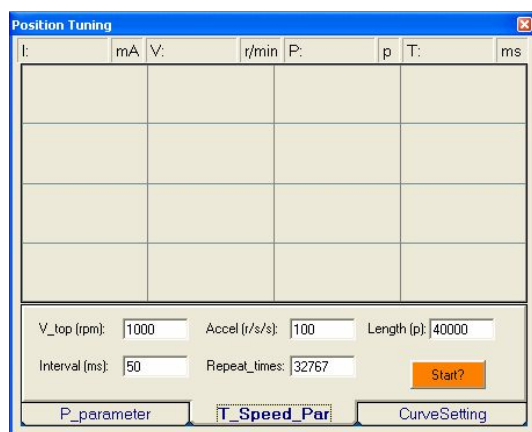 Position Tuning
I: mA V: r/min P: p T: ms
V_top (rpm): 1000 Accel (r/s/s): 100 Length (p): 40000
Interval (ms): 50 Repeat_times: 32767 Start?
P_parameter T_Speed_Par CurveSetting